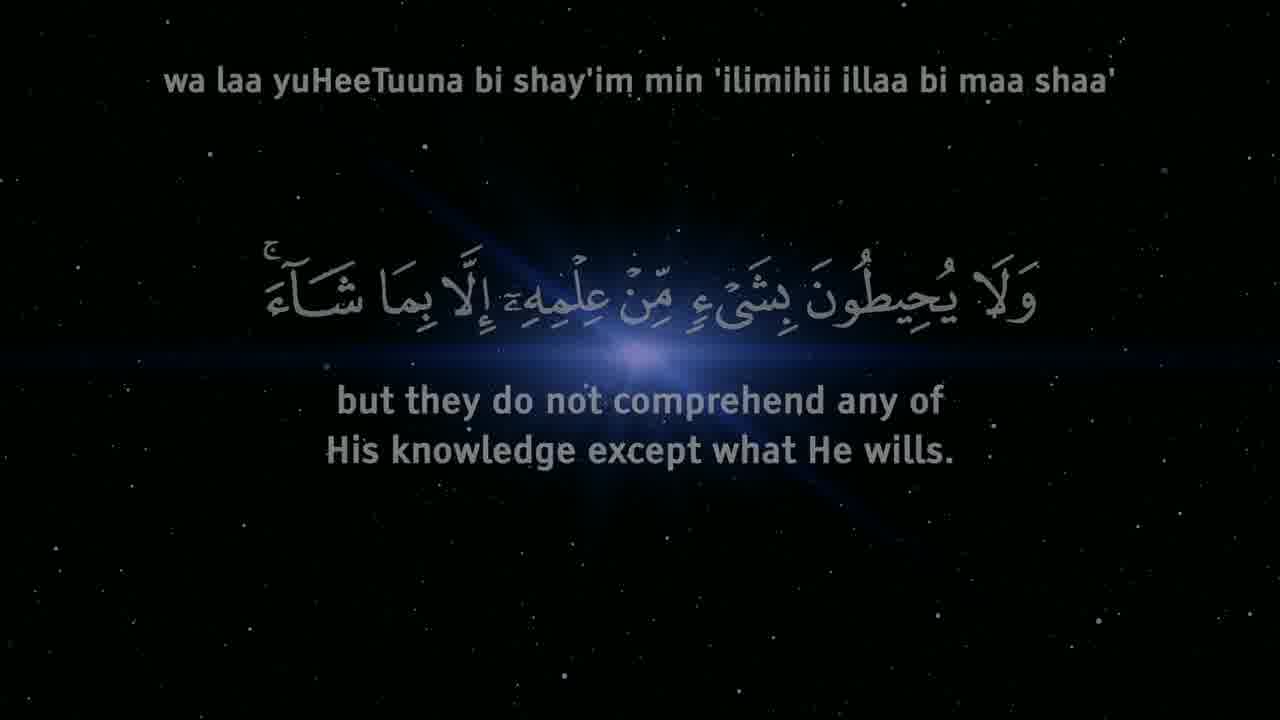 wa laa yuHeeTuuna bi shay'im min 'ilimihii illaa bi maa shaa'
وَلَا يُحِيطُونَ بِشَىْءٍ مِّنْ عِلْمِهِۦٓ إِلَّا بِمَا شَآءَ ۚ
but they do not comprehend any of
His knowledge except what He wills.